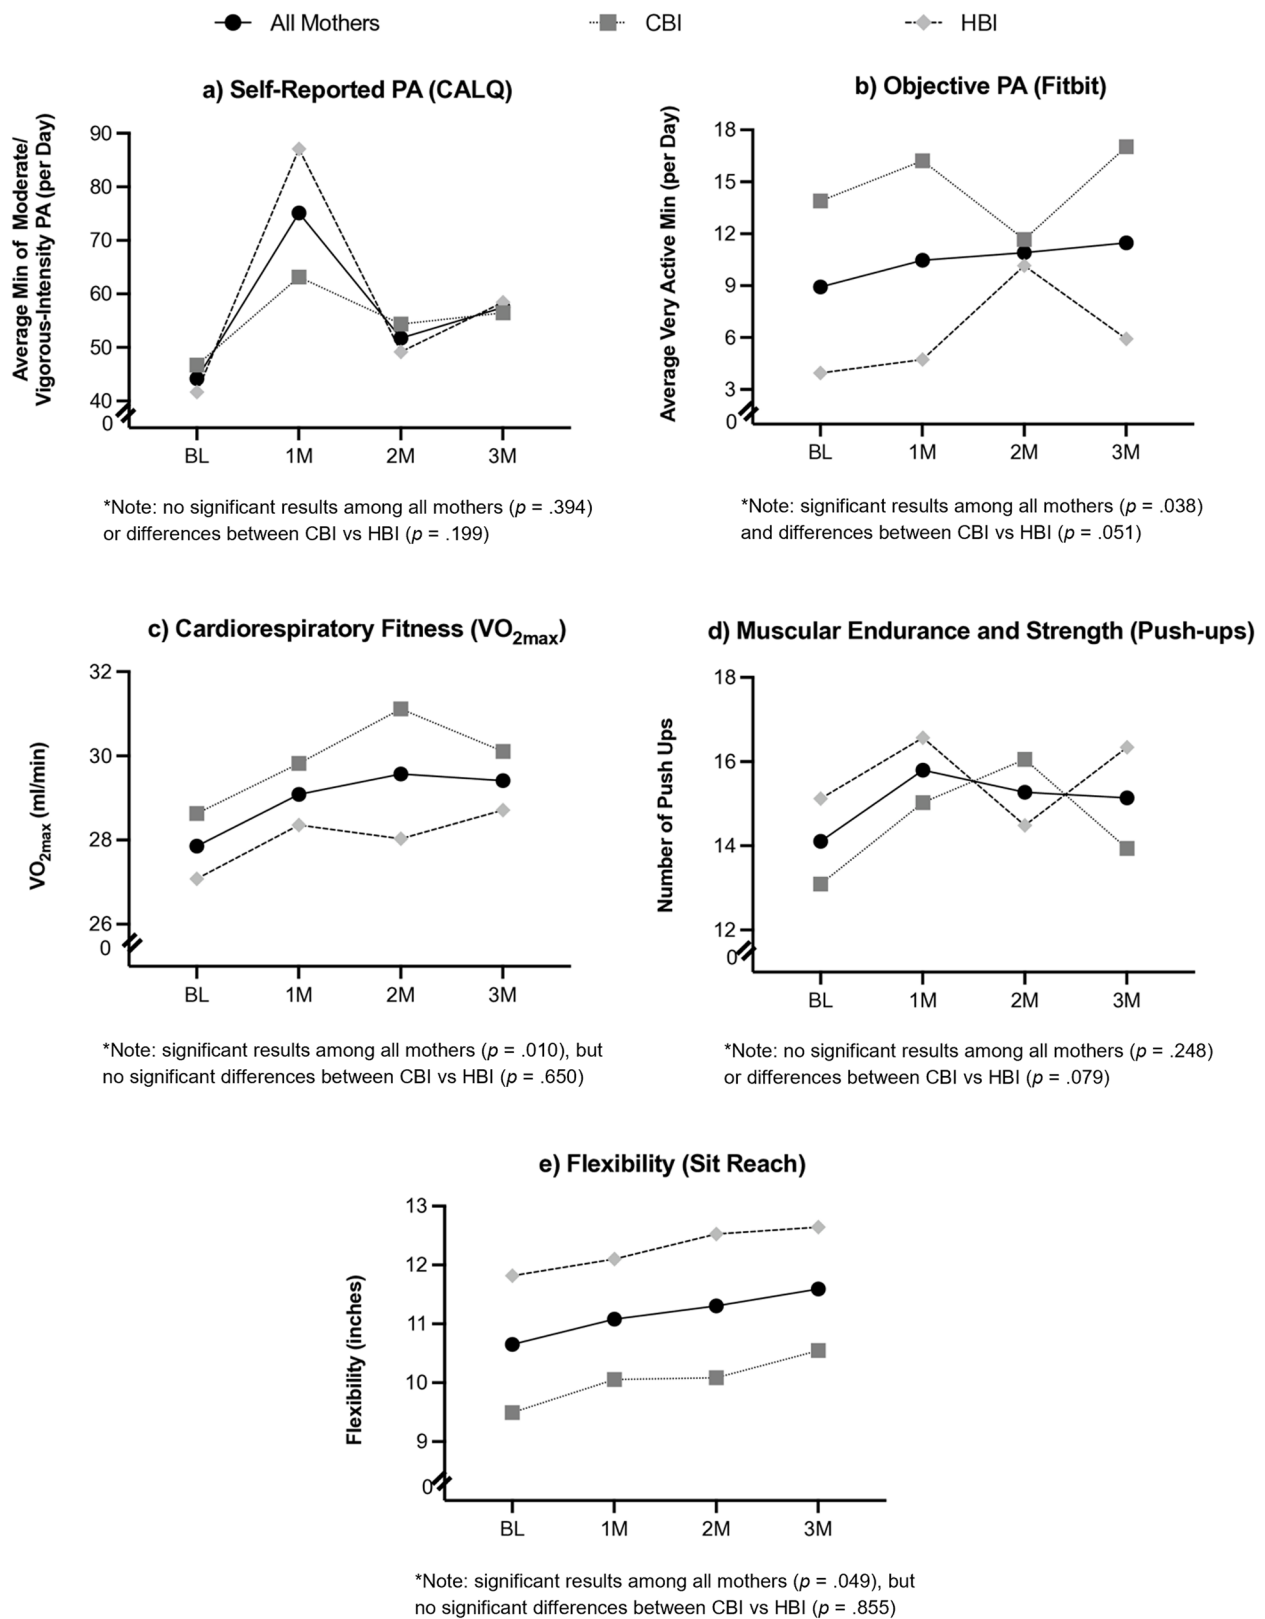 All Mothers
CBI
HBI
a) Self-Reported PA (CALQ)
Average Min of Moderate/
Vigorous-Intensity PA (per Day)
90
80
70
60
50
40
0
BL 1M 2M 3M
*Note: no significant results among all mothers (p = .394)
or differences between CBI vs HBI (p = .199)
b) Objective PA (Fitbit)
Average Very Active Min (per Day)
18
15
12
9
6
3
0
BL 1M 2M 3M
*Note: significant results among all mothers (p = .038)
and differences between CBI vs HBI (p = .051)
c) Cardiorespiratory Fitness (VO2max)
VO2max (ml/min)
32
30
28
26
0
BL 1M 2M 3M
*Note: significant results among all mothers (p = .010), but
no significant differences between CBI vs HBI (p = .650)
d) Muscular Endurance and Strength (Push-ups)
Number of Push Ups
18
16
14
12
0
BL 1M 2M 3M
*Note: no significant results among all mothers (p = .248)
or differences between CBI vs HBI (p = .079)
e) Flexibility (Sit Reach)
Flexibility (inches)
13
12
11
10
9
0
BL 1M 2M 3M
*Note: significant results among all mothers (p = .049), but
no significant differences between CBI vs HBI (p = .855)